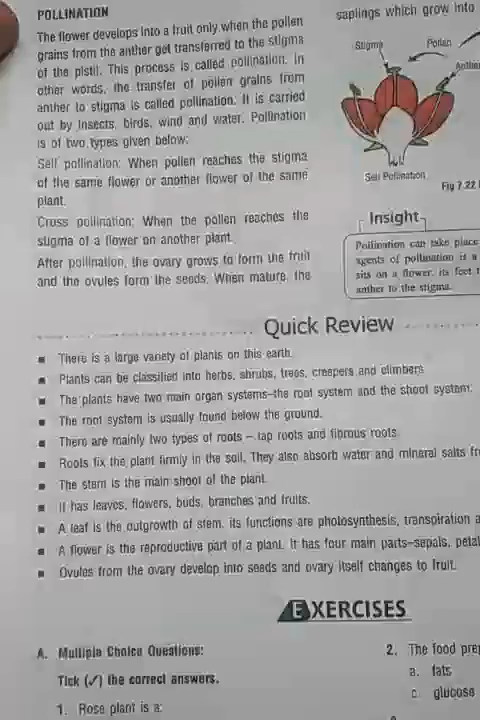 POLLINATION
The flower develops into a fruit only when the pollen
grains from the anther get transferred to the stigma
of the pistil. This process is called pollination. In
other words, the transfer of pollen grains from
anther to stigma is called pollination. It is carried
out by insects, birds, wind and water. Pollination
is of two types given below:
Self pollination: When pollen reaches the stigma
of the same flower or another flower of the same
plant.
Cross pollination: When the pollen reaches the
stigma of a flower on another plant.
After pollination, the ovary grows to form the fruit
and the ovules form the seeds. When mature, the
saplings which grow into
Stigma
Pollen
Anther
Self Pollination
Fig 7.22
Insight
Pollination can take place
agents of pollination is a
sits on a flower, its feet
anther to the stigma.
Quick Review
■ There is a large variety of plants on this earth.
■ Plants can be classified into herbs, shrubs, trees, creepers and climbers
■ The plants have two main organ systems–the root system and the shoot system.
■ The root system is usually found below the ground.
■ There are mainly two types of roots – tap roots and fibrous roots.
■ Roots fix the plant firmly in the soil. They also absorb water and mineral salts
■ The stem is the main shoot of the plant.
■ It has leaves, flowers, buds, branches and fruits.
■ A leaf is the outgrowth of stem, its functions are photosynthesis, transpiration
■ A flower is the reproductive part of a plant. It has four main parts–sepals,
■ Ovules from the ovary develop into seeds and ovary itself changes to fruit.
EXERCISES
A. Multiple Choice Questions:
Tick (✓) the correct answers.
1. Rose plant is a:
2. The food
a. fats
c. glucose